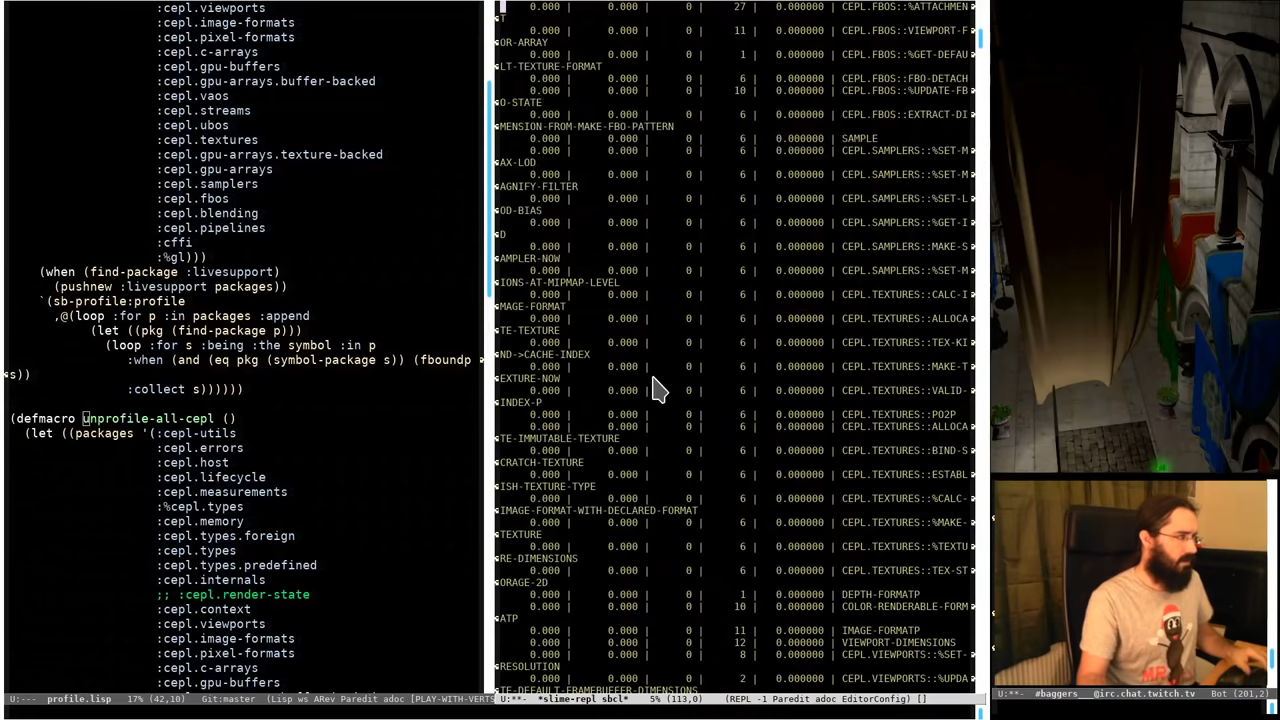 :cepl.viewports
:cepl.image-formats
:cepl.pixel-formats
:cepl.c-arrays
:cepl.gpu-buffers
:cepl.gpu-arrays.buffer-backed
:cepl.vaos
:cepl.streams
:cepl.ubos
:cepl.textures
:cepl.gpu-arrays.texture-backed
:cepl.gpu-arrays
:cepl.samplers
:cepl.fbos
:cepl.blending
:cepl.pipelines
:cffi
:%gl)))
(when (find-package :livesupport)
(pushnew :livesupport packages))
`(sb-profile:profile
,@(loop :for p :in packages :append
(let ((pkg (find-package p)))
(loop :for s :being :the symbol :in p
:when (and (eq pkg (symbol-package s)) (fboundp
s))
:collect s))))))
(defmacro unprofile-all-cepl ()
(let ((packages '(:cepl-utils
:cepl.errors
:cepl.host
:cepl.lifecycle
:cepl.measurements
:%cepl.types
:cepl.memory
:cepl.types.foreign
:cepl.types
:cepl.types.predefined
:cepl.internals
;; :cepl.render-state
:cepl.context
:cepl.viewports
:cepl.image-formats
:cepl.pixel-formats
:cepl.c-arrays
:cepl.gpu-buffers
U:--- profile.lisp 17% (42,10) Git:master (Lisp ws ARev Paredit adoc [PLAY-WITH-VERTS
0.000 | 0.000 | 0 | 27 | 0.000000 | CEPL.FBOS::%ATTACHMEN
T
0.000 | 0.000 | 0 | 11 | 0.000000 | CEPL.FBOS::VIEWPORT-F
OR-ARRAY
0.000 | 0.000 | 0 | 1 | 0.000000 | CEPL.FBOS::%GET-DEFAU
LT-TEXTURE-FORMAT
0.000 | 0.000 | 0 | 6 | 0.000000 | CEPL.FBOS::FBO-DETACH
0.000 | 0.000 | 0 | 10 | 0.000000 | CEPL.FBOS::%UPDATE-FB
O-STATE
0.000 | 0.000 | 0 | 6 | 0.000000 | CEPL.FBOS::EXTRACT-DI
MENSION-FROM-MAKE-FBO-PATTERN
0.000 | 0.000 | 0 | 6 | 0.000000 | SAMPLE
0.000 | 0.000 | 0 | 6 | 0.000000 | CEPL.SAMPLERS::%SET-M
AX-LOD
0.000 | 0.000 | 0 | 6 | 0.000000 | CEPL.SAMPLERS::%SET-M
AGNIFY-FILTER
0.000 | 0.000 | 0 | 6 | 0.000000 | CEPL.SAMPLERS::%SET-L
OD-BIAS
0.000 | 0.000 | 0 | 6 | 0.000000 | CEPL.SAMPLERS::%GET-I
D
0.000 | 0.000 | 0 | 6 | 0.000000 | CEPL.SAMPLERS::MAKE-S
AMPLER-NOW
0.000 | 0.000 | 0 | 6 | 0.000000 | CEPL.SAMPLERS::%SET-M
IONS-AT-MIPMAP-LEVEL
0.000 | 0.000 | 0 | 6 | 0.000000 | CEPL.TEXTURES::CALC-I
MAGE-FORMAT
0.000 | 0.000 | 0 | 6 | 0.000000 | CEPL.TEXTURES::ALLOCA
TE-TEXTURE
0.000 | 0.000 | 0 | 6 | 0.000000 | CEPL.TEXTURES::TEX-KI
ND->CACHE-INDEX
0.000 | 0.000 | 0 | 6 | 0.000000 | CEPL.TEXTURES::MAKE-T
EXTURE-NOW
0.000 | 0.000 | 0 | 6 | 0.000000 | CEPL.TEXTURES::VALID-
INDEX-P
0.000 | 0.000 | 0 | 6 | 0.000000 | CEPL.TEXTURES::PO2P
0.000 | 0.000 | 0 | 6 | 0.000000 | CEPL.TEXTURES::ALLOCA
TE-IMMUTABLE-TEXTURE
0.000 | 0.000 | 0 | 6 | 0.000000 | CEPL.TEXTURES::BIND-S
CRATCH-TEXTURE
0.000 | 0.000 | 0 | 6 | 0.000000 | CEPL.TEXTURES::ESTABL
ISH-TEXTURE-TYPE
0.000 | 0.000 | 0 | 6 | 0.000000 | CEPL.TEXTURES::%CALC-
IMAGE-FORMAT-WITH-DECLARED-FORMAT
0.000 | 0.000 | 0 | 6 | 0.000000 | CEPL.TEXTURES::%MAKE-
TEXTURE
0.000 | 0.000 | 0 | 6 | 0.000000 | CEPL.TEXTURES::%TEXTU
RE-DIMENSIONS
0.000 | 0.000 | 0 | 6 | 0.000000 | CEPL.TEXTURES::TEX-ST
ORAGE-2D
0.000 | 0.000 | 0 | 1 | 0.000000 | DEPTH-FORMATP
0.000 | 0.000 | 0 | 10 | 0.000000 | COLOR-RENDERABLE-FORM
ATP
0.000 | 0.000 | 0 | 11 | 0.000000 | IMAGE-FORMATP
0.000 | 0.000 | 0 | 12 | 0.000000 | VIEWPORT-DIMENSIONS
0.000 | 0.000 | 0 | 8 | 0.000000 | CEPL.VIEWPORTS::%SET-
RESOLUTION
0.000 | 0.000 | 0 | 2 | 0.000000 | CEPL.VIEWPORTS::%UPDA
TE-DEFAULT-FRAMEBUFFER-DIMENSIONS
U:**- *slime-repl sbcl* 5% (113,0) (REPL -1 Paredit adoc EditorConfig) []
U:**- #baggers___@irc.chat.twitch.tv Bot (201,2)